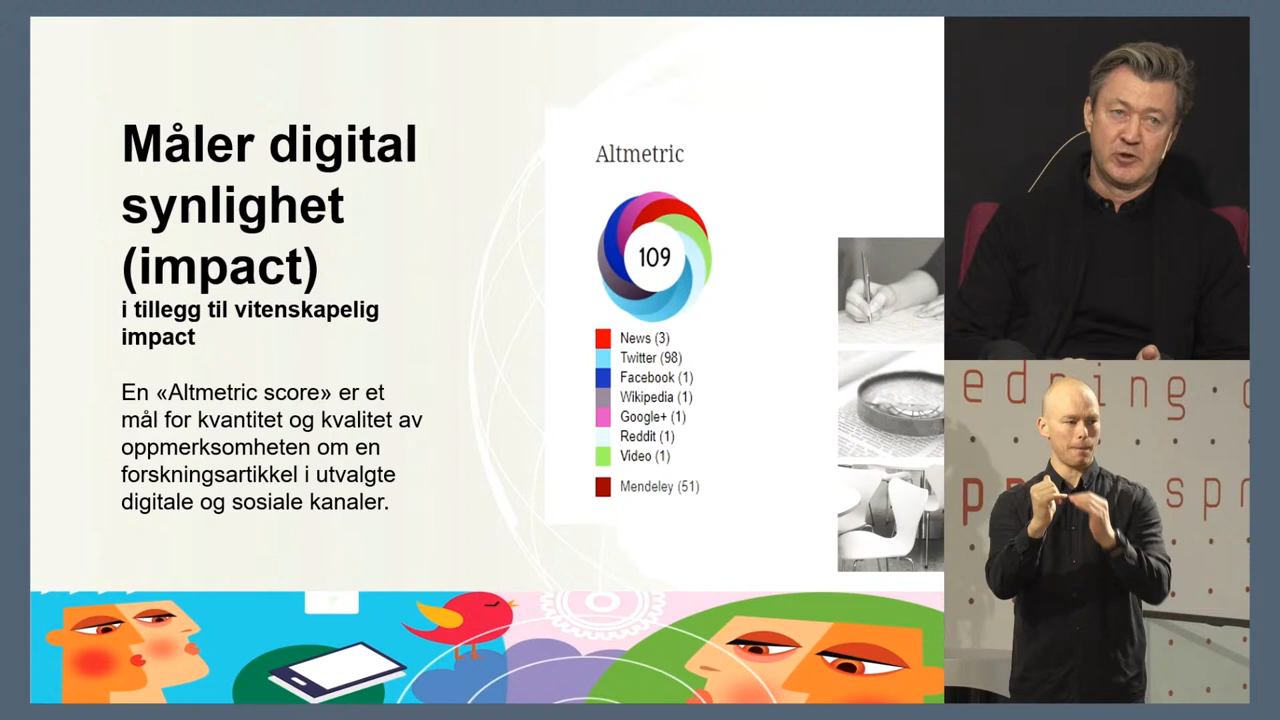 Måler digital
synlighet
(impact)
i tillegg til vitenskapelig
impact
En «Altmetric score» er et
mål for kvantitet og kvalitet av
oppmerksomheten om en
forskningsartikkel i utvalgte
digitale og sosiale kanaler.
Altmetric
109
News (3)
Twitter (98)
Facebook (1)
Wikipedia (1)
Google+ (1)
Reddit (1)
Video (1)
Mendeley (51)